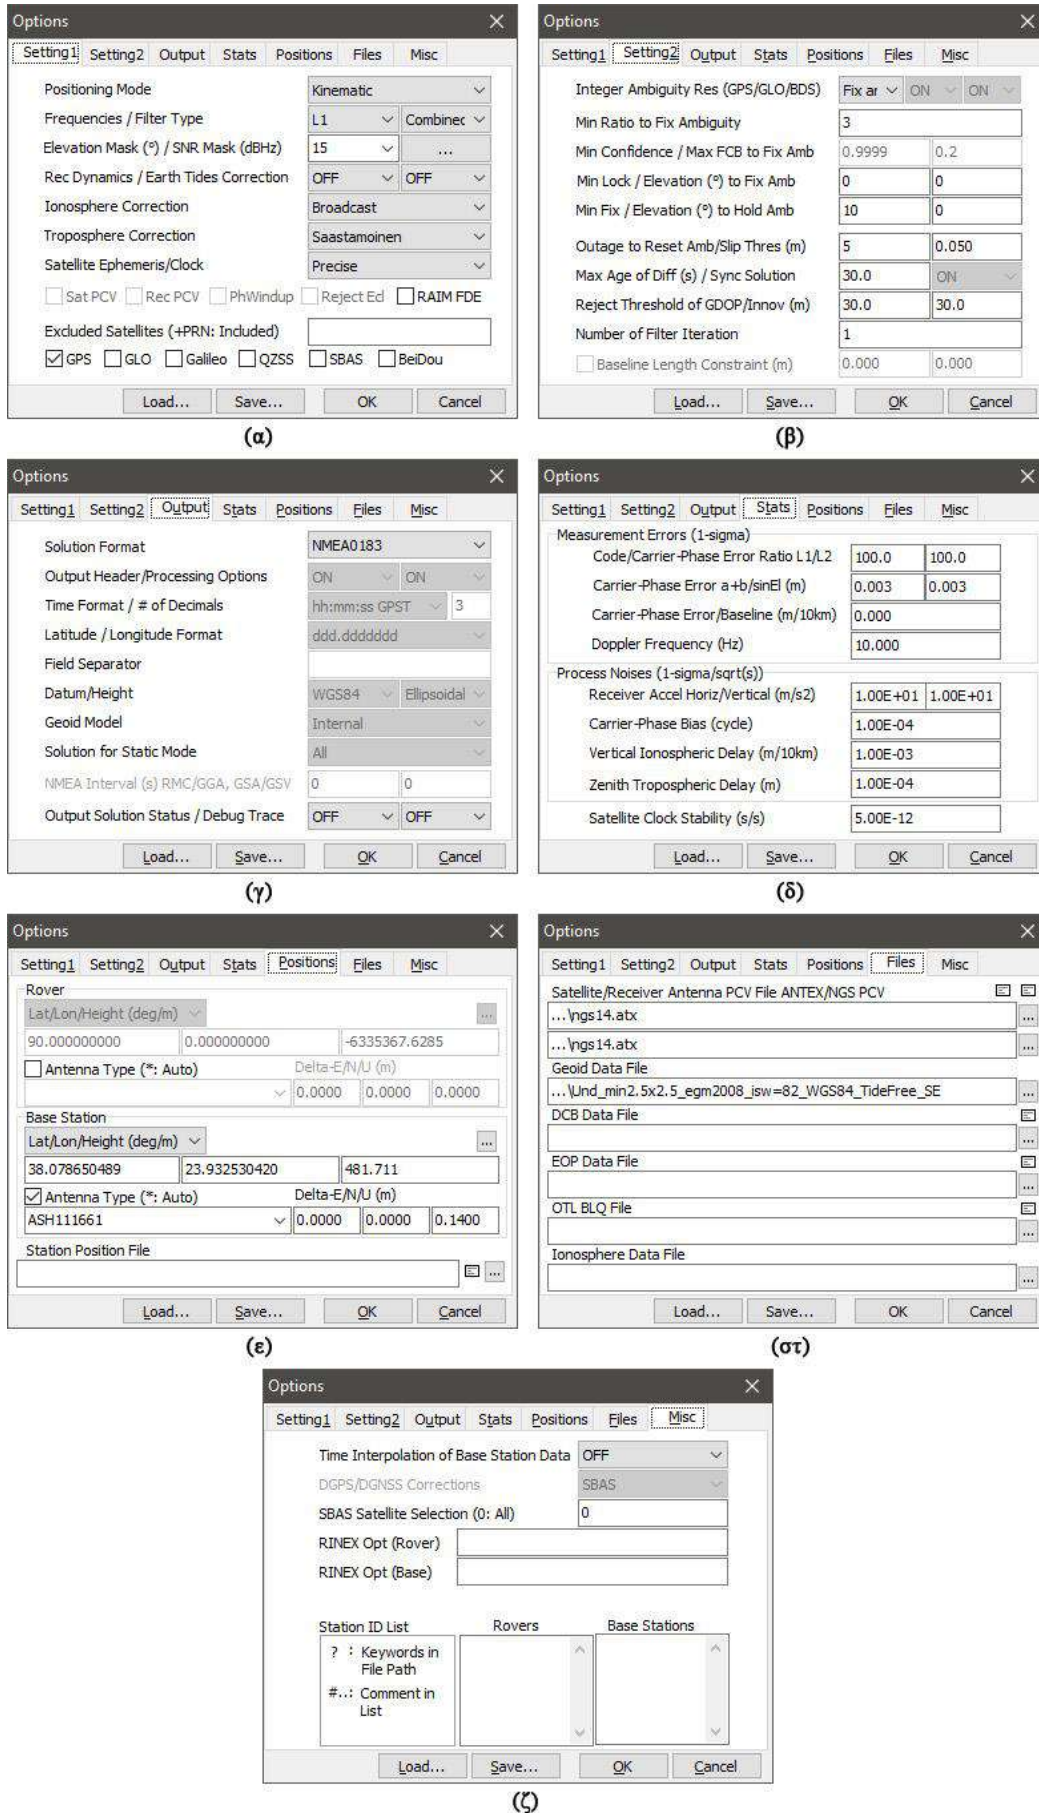 Options
Setting1 Setting2 Output Stats Positions Files Misc
Positioning Mode Kinematic
Frequencies / Filter Type L1 Combinec
Elevation Mask (°) / SNR Mask (dBHz) 15 ...
Rec Dynamics / Earth Tides Correction OFF OFF
Ionosphere Correction Broadcast
Troposphere Correction Saastamoinen
Satellite Ephemeris/Clock Precise
Sat PCV Rec PCV PhWindup Reject Ecl RAIM FDE
Excluded Satellites (+PRN: Included)
GPS GLO Galileo QZSS SBAS BeiDou
Load... Save... OK Cancel
(α)
Options
Setting1 Setting2 Output Stats Positions Files Misc
Integer Ambiguity Res (GPS/GLO/BDS) Fix ar ON ON
Min Ratio to Fix Ambiguity 3
Min Confidence / Max FCB to Fix Amb 0.9999 0.2
Min Lock / Elevation (°) to Fix Amb 0 0
Min Fix / Elevation (°) to Hold Amb 10 0
Outage to Reset Amb/Slip Thres (m) 5 0.050
Max Age of Diff (s) / Sync Solution 30.0 ON
Reject Threshold of GDOP/Innov (m) 30.0 30.0
Number of Filter Iteration 1
Baseline Length Constraint (m) 0.000 0.000
Load... Save... OK Cancel
(β)
Options
Setting1 Setting2 Output Stats Positions Files Misc
Solution Format NMEA0183
Output Header/Processing Options ON ON
Time Format / # of Decimals hh:mm:ss GPST 3
Latitude / Longitude Format ddd.ddddddd
Field Separator
Datum/Height WGS84 Ellipsoidal
Geoid Model Internal
Solution for Static Mode All
NMEA Interval (s) RMC/GGA, GSA/GSV 0 0
Output Solution Status / Debug Trace OFF OFF
Load... Save... OK Cancel
(γ)
Options
Setting1 Setting2 Output Stats Positions Files Misc
Measurement Errors (1-sigma)
Code/Carrier-Phase Error Ratio L1/L2 100.0 100.0
Carrier-Phase Error a+b/sinEl (m) 0.003 0.003
Carrier-Phase Error/Baseline (m/10km) 0.000
Doppler Frequency (Hz) 10.000
Process Noises (1-sigma/sqrt(s))
Receiver Accel Horiz/Vertical (m/s2) 1.00E+01 1.00E+01
Carrier-Phase Bias (cycle) 1.00E-04
Vertical Ionospheric Delay (m/10km) 1.00E-03
Zenith Tropospheric Delay (m) 1.00E-04
Satellite Clock Stability (s/s) 5.00E-12
Load... Save... OK Cancel
(δ)
Options
Setting1 Setting2 Output Stats Positions Files Misc
Rover
Lat/Lon/Height (deg/m) ...
90.000000000 0.000000000 -6335367.6285
Antenna Type (*: Auto) Delta-E/N/U (m)
0.0000 0.0000 0.0000
Base Station
Lat/Lon/Height (deg/m) ...
38.078650489 23.932530420 481.711
Antenna Type (*: Auto) Delta-E/N/U (m)
ASH111661 0.0000 0.0000 0.1400
Station Position File
...
Load... Save... OK Cancel
(ε)
Options
Setting1 Setting2 Output Stats Positions Files Misc
Satellite/Receiver Antenna PCV File ANTEX/NGS PCV
...\ngs14.atx ...
...\ngs14.atx ...
Geoid Data File
...\Und_min2.5x2.5_egm2008_isw=82_WGS84_TideFree_SE ...
DCB Data File
...
EOP Data File
...
OTL BLQ File
...
Ionosphere Data File
...
Load... Save... OK Cancel
(στ)
Options
Setting1 Setting2 Output Stats Positions Files Misc
Time Interpolation of Base Station Data OFF
DGPS/DGNSS Corrections SBAS
SBAS Satellite Selection (0: All) 0
RINEX Opt (Rover)
RINEX Opt (Base)
Station ID List Rovers Base Stations
? : Keywords in
File Path
#..: Comment in
List
Load... Save... OK Cancel
(ζ)